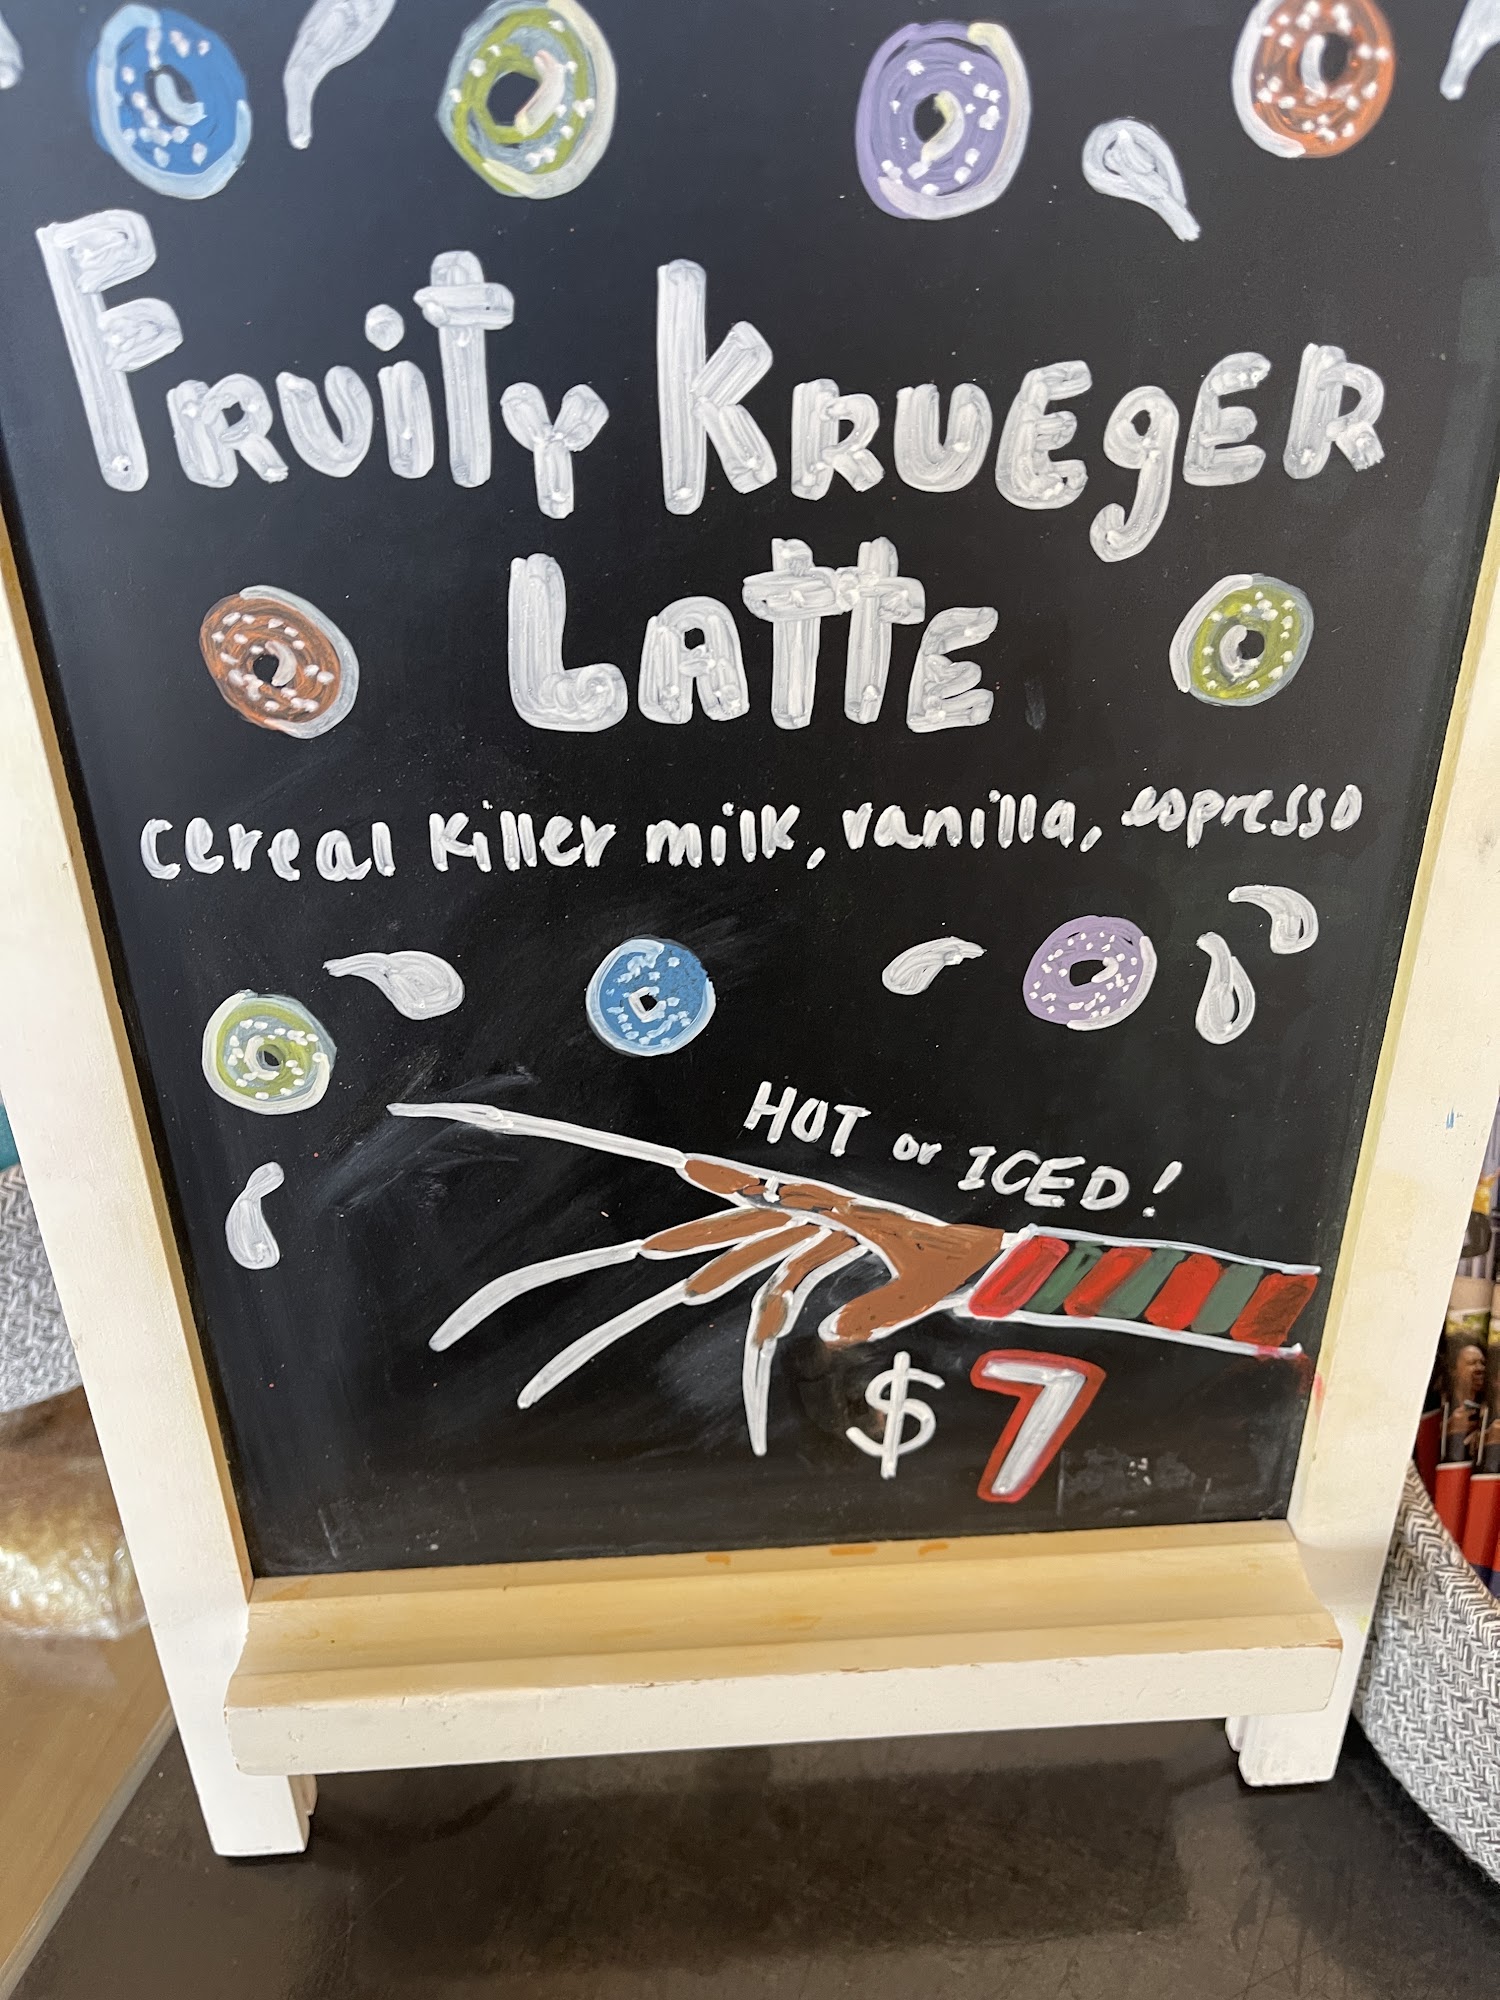 FRUiTY KRUEgER
LATTE
cereal killer milk, vanilla, espresso
HOT or ICED!
$7